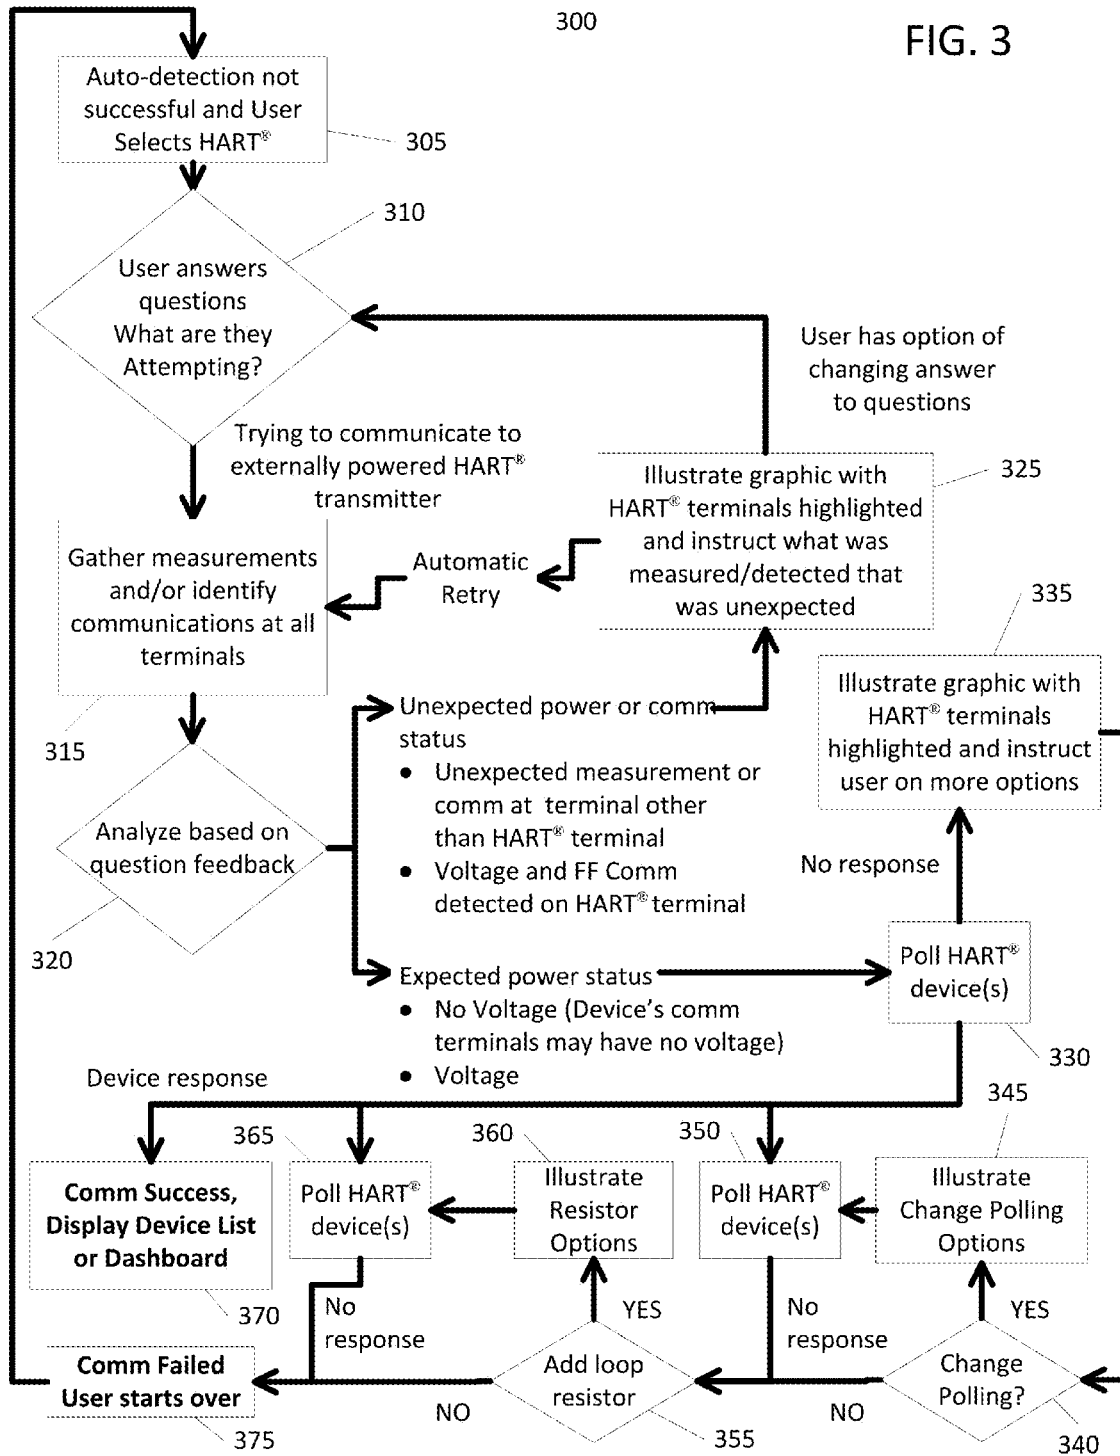 300
FIG. 3
Auto-detection not
successful and User
Selects HART®
305
310
User answers
questions
What are they
Attempting?
User has option of
changing answer
to questions
Trying to communicate to
externally powered HART®
transmitter
325
Illustrate graphic with
HART® terminals highlighted
and instruct what was
measured/detected that
was unexpected
Automatic
Retry
Gather measurements
and/or identify
communications at all
terminals
315
335
Illustrate graphic with
HART® terminals
highlighted and instruct
user on more options
Unexpected power or comm
status
• Unexpected measurement or
comm at terminal other
than HART® terminal
• Voltage and FF Comm
detected on HART® terminal
Analyze based on
question feedback
320
No response
Expected power status
• No Voltage (Device's comm
terminals may have no voltage)
• Voltage
Poll HART®
device(s)
330
Device response
345
365
360
350
Comm Success,
Display Device List
or Dashboard
370
Poll HART®
device(s)
Illustrate
Resistor
Options
Poll HART®
device(s)
Illustrate
Change Polling
Options
No
response
YES
No
response
YES
Comm Failed
User starts over
375
Add loop
resistor
NO
355
Change
Polling?
NO
340